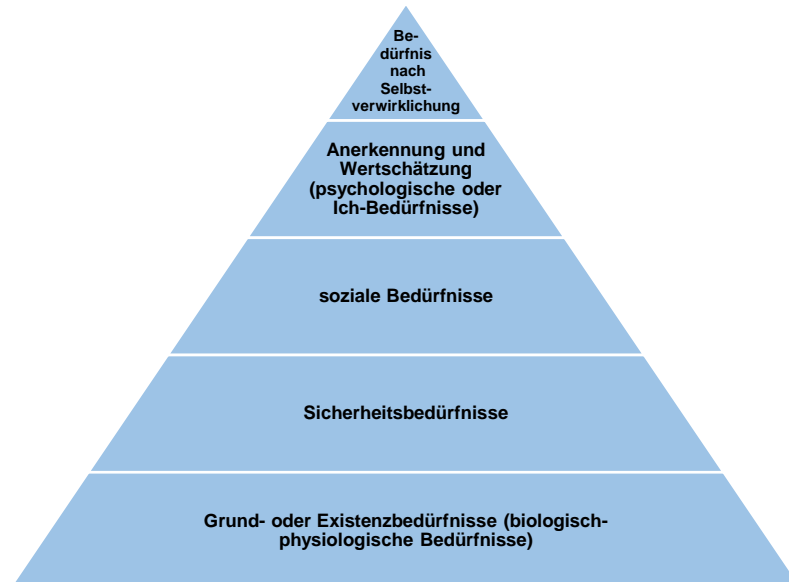 Be-
dürfnis
nach
Selbst-
verwirklichung
Anerkennung und
Wertschätzung
(psychologische oder
Ich-Bedürfnisse)
soziale Bedürfnisse
Sicherheitsbedürfnisse
Grund- oder Existenzbedürfnisse (biologisch-
physiologische Bedürfnisse)